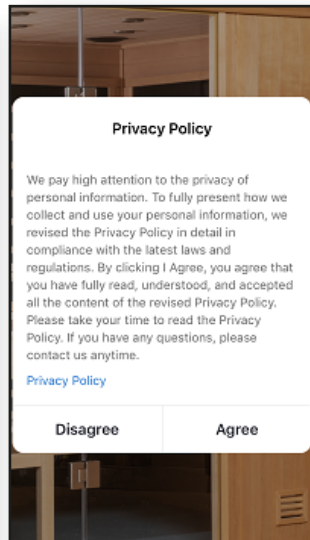 Privacy Policy
We pay high attention to the privacy of
personal information. To fully present how we
collect and use your personal information, we
revised the Privacy Policy in detail in
compliance with the latest laws and
regulations. By clicking I Agree, you agree that
you have fully read, understood, and accepted
all the content of the revised Privacy Policy.
Please take your time to read the Privacy
Policy. If you have any questions, please
contact us anytime.
Privacy Policy
Disagree Agree